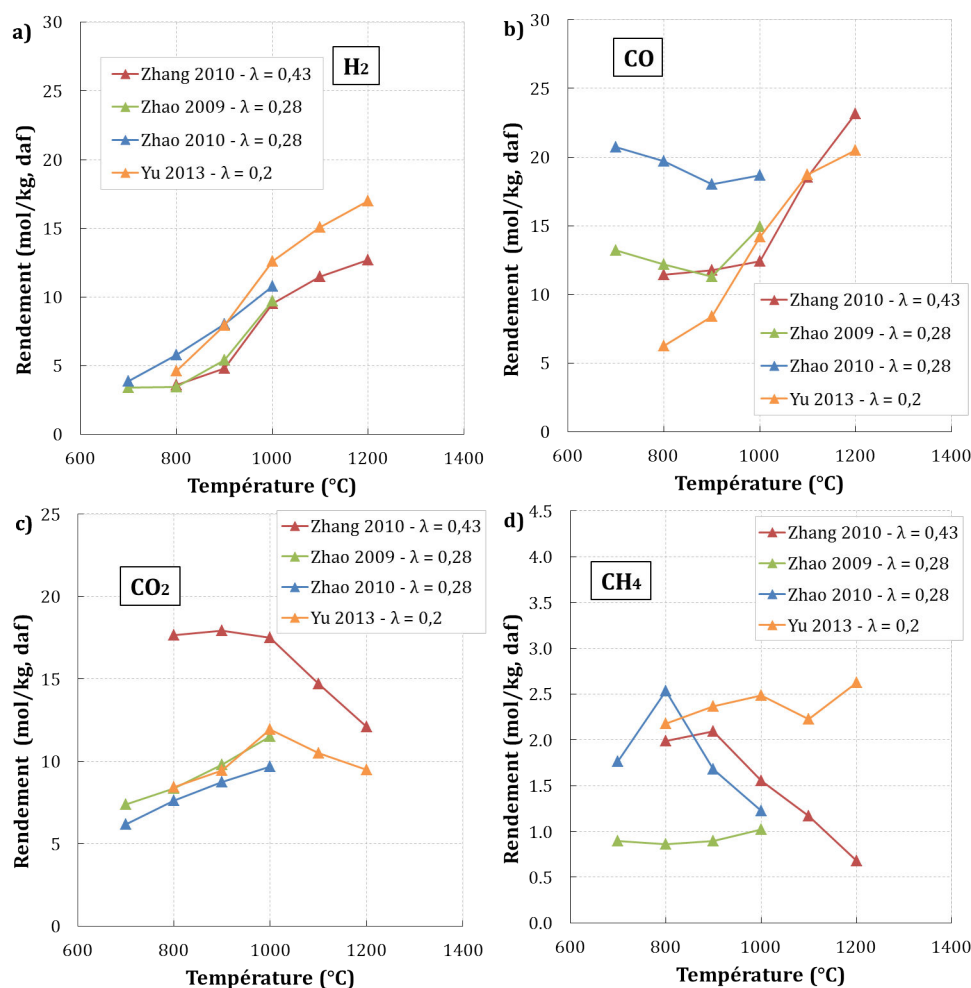 a)
H2
Rendement (mol/kg, daf)
30
25
20
15
10
5
0
Zhang 2010 - λ = 0,43
Zhao 2009 - λ = 0,28
Zhao 2010 - λ = 0,28
Yu 2013 - λ = 0,2
600 800 1000 1200 1400
Température (°C)
b)
CO
Rendement (mol/kg, daf)
30
25
20
15
10
5
0
Zhang 2010 - λ = 0,43
Zhao 2009 - λ = 0,28
Zhao 2010 - λ = 0,28
Yu 2013 - λ = 0,2
600 800 1000 1200 1400
Température (°C)
c)
CO2
Rendement (mol/kg, daf)
25
20
15
10
5
0
Zhang 2010 - λ = 0,43
Zhao 2009 - λ = 0,28
Zhao 2010 - λ = 0,28
Yu 2013 - λ = 0,2
600 800 1000 1200 1400
Température (°C)
d)
CH4
Rendement (mol/kg, daf)
4.5
4.0
3.5
3.0
2.5
2.0
1.5
1.0
0.5
0.0
Zhang 2010 - λ = 0,43
Zhao 2009 - λ = 0,28
Zhao 2010 - λ = 0,28
Yu 2013 - λ = 0,2
600 800 1000 1200 1400
Température (°C)